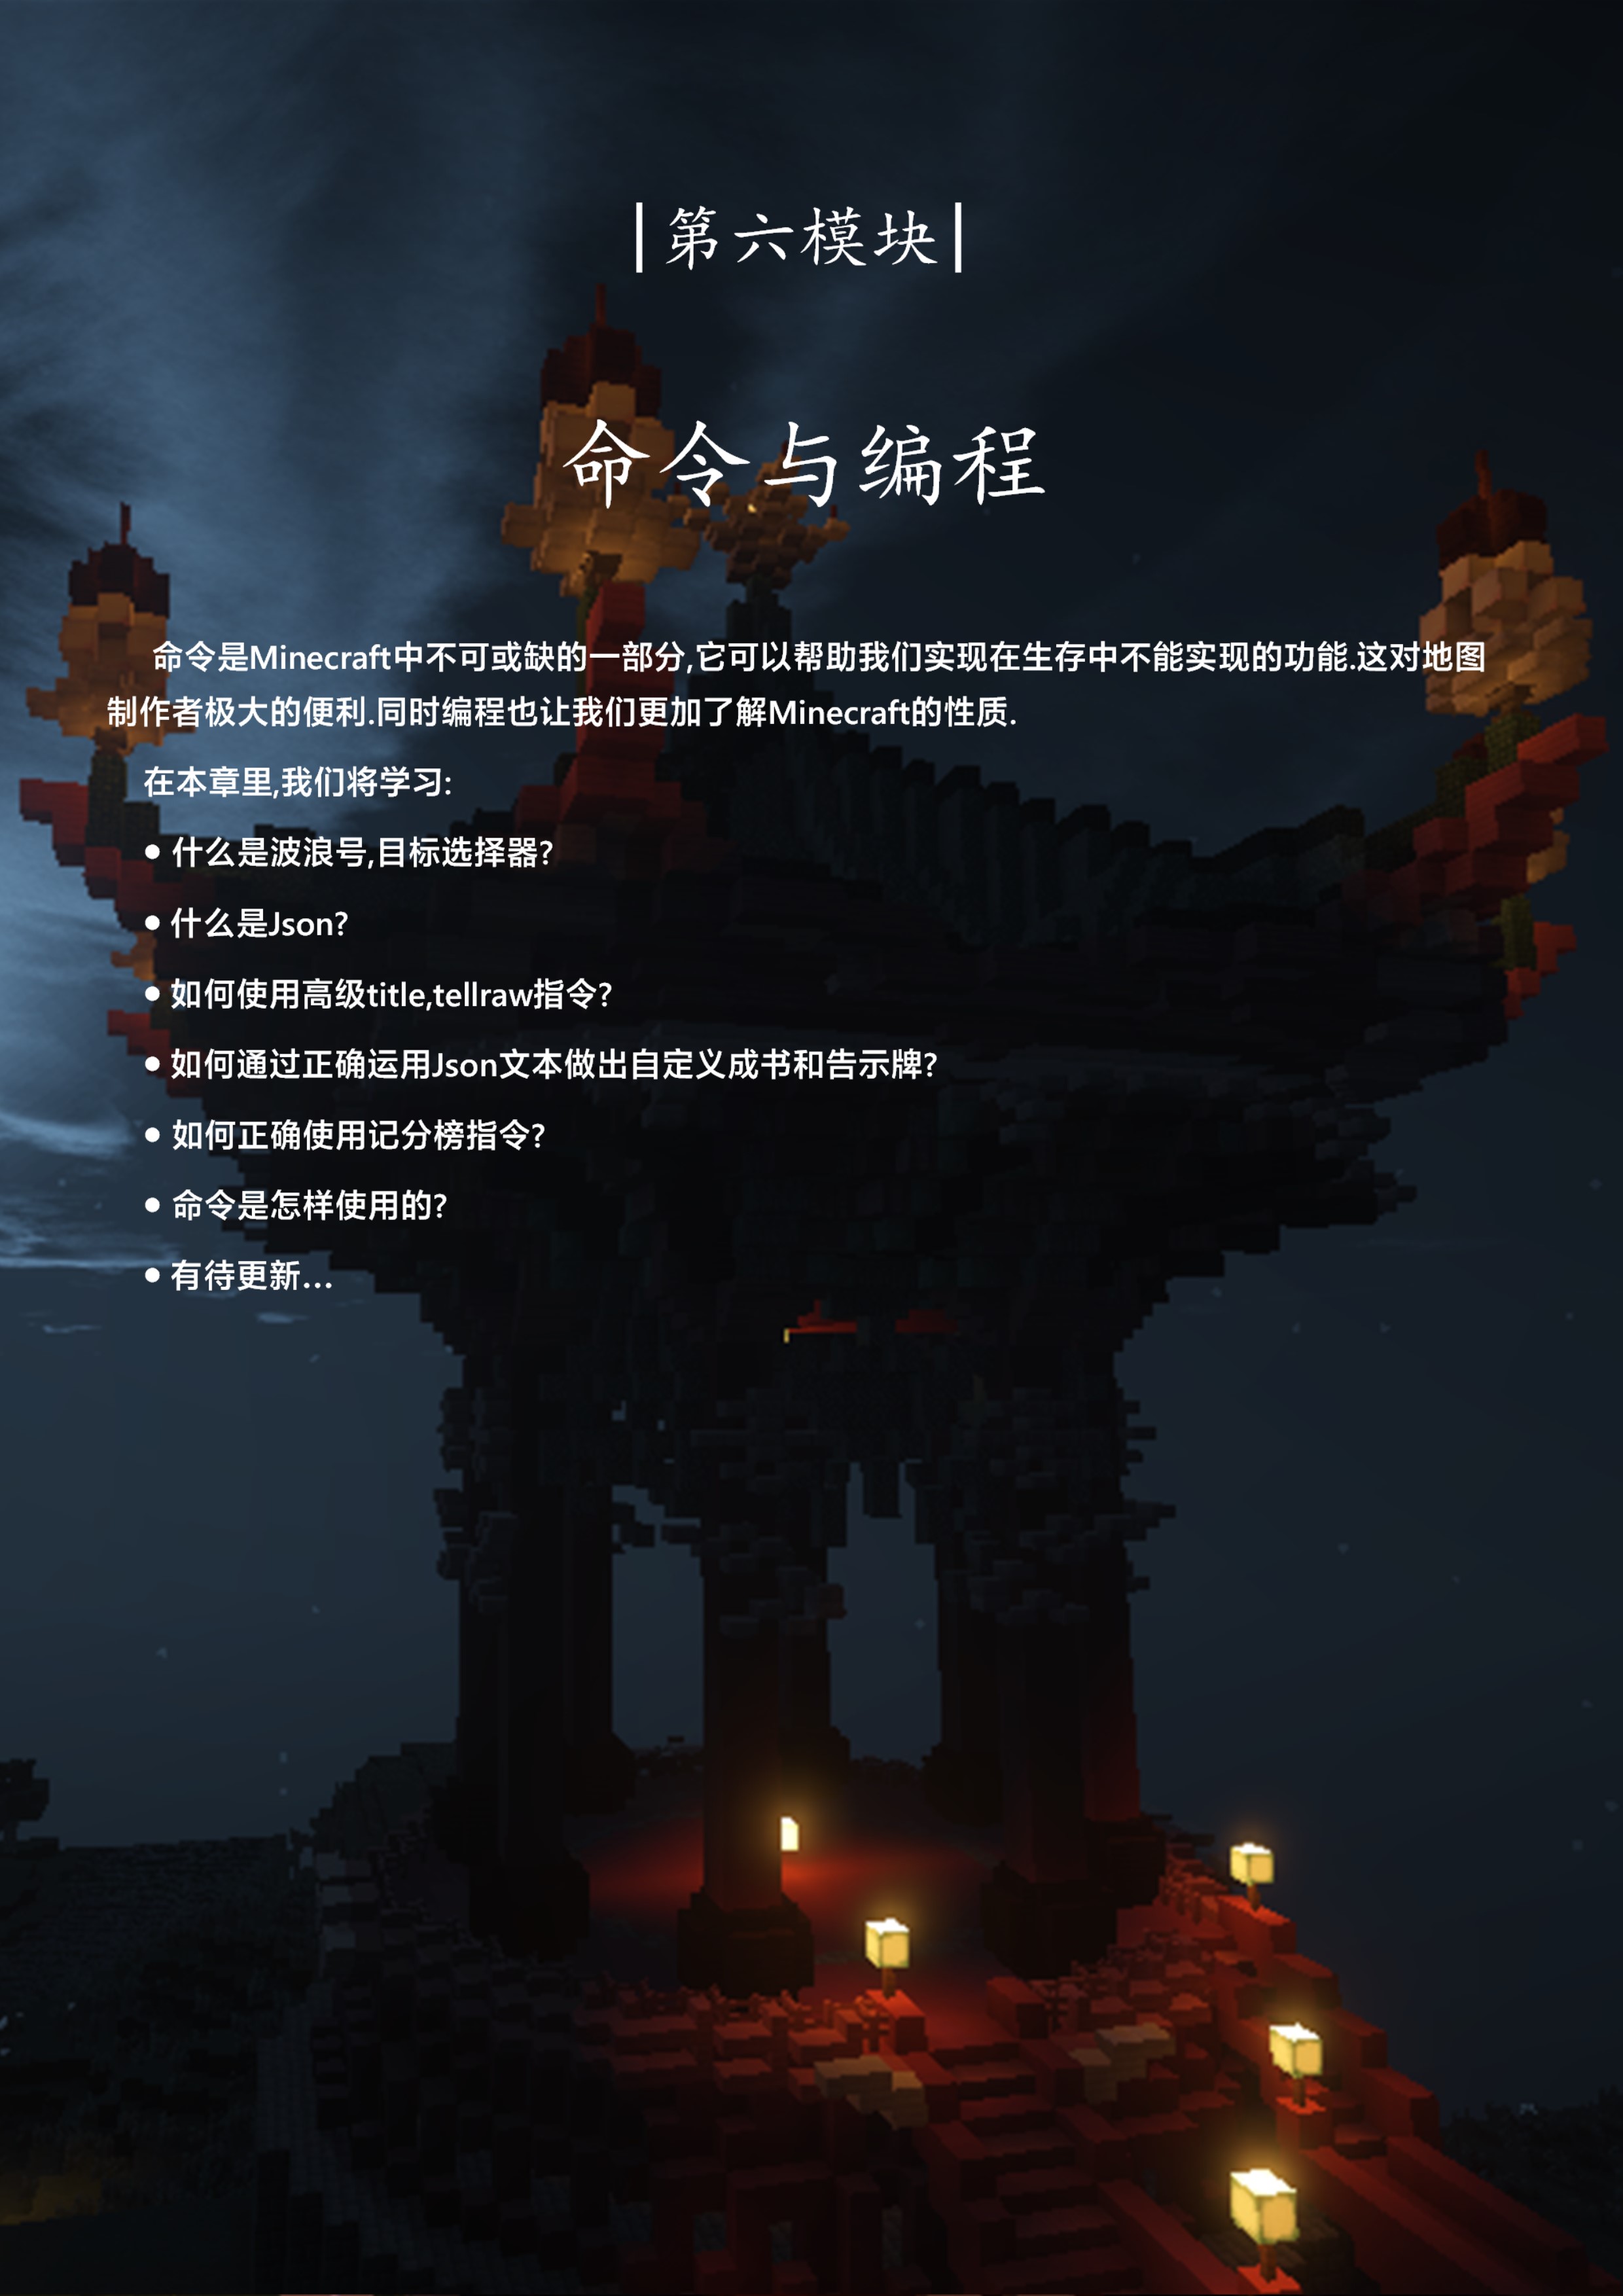 |第六模块|
命令与编程
命令是Minecraft中不可或缺的一部分,它可以帮助我们实现在生存中不能实现的功能.这对地图
制作者极大的便利.同时编程也让我们更加了解Minecraft的性质.
在本章里,我们将学习:
● 什么是波浪号,目标选择器?
● 什么是Json?
● 如何使用高级title,tellraw指令?
● 如何通过正确运用Json文本做出自定义成书和告示牌?
● 如何正确使用记分榜指令?
● 命令是怎样使用的?
● 有待更新...